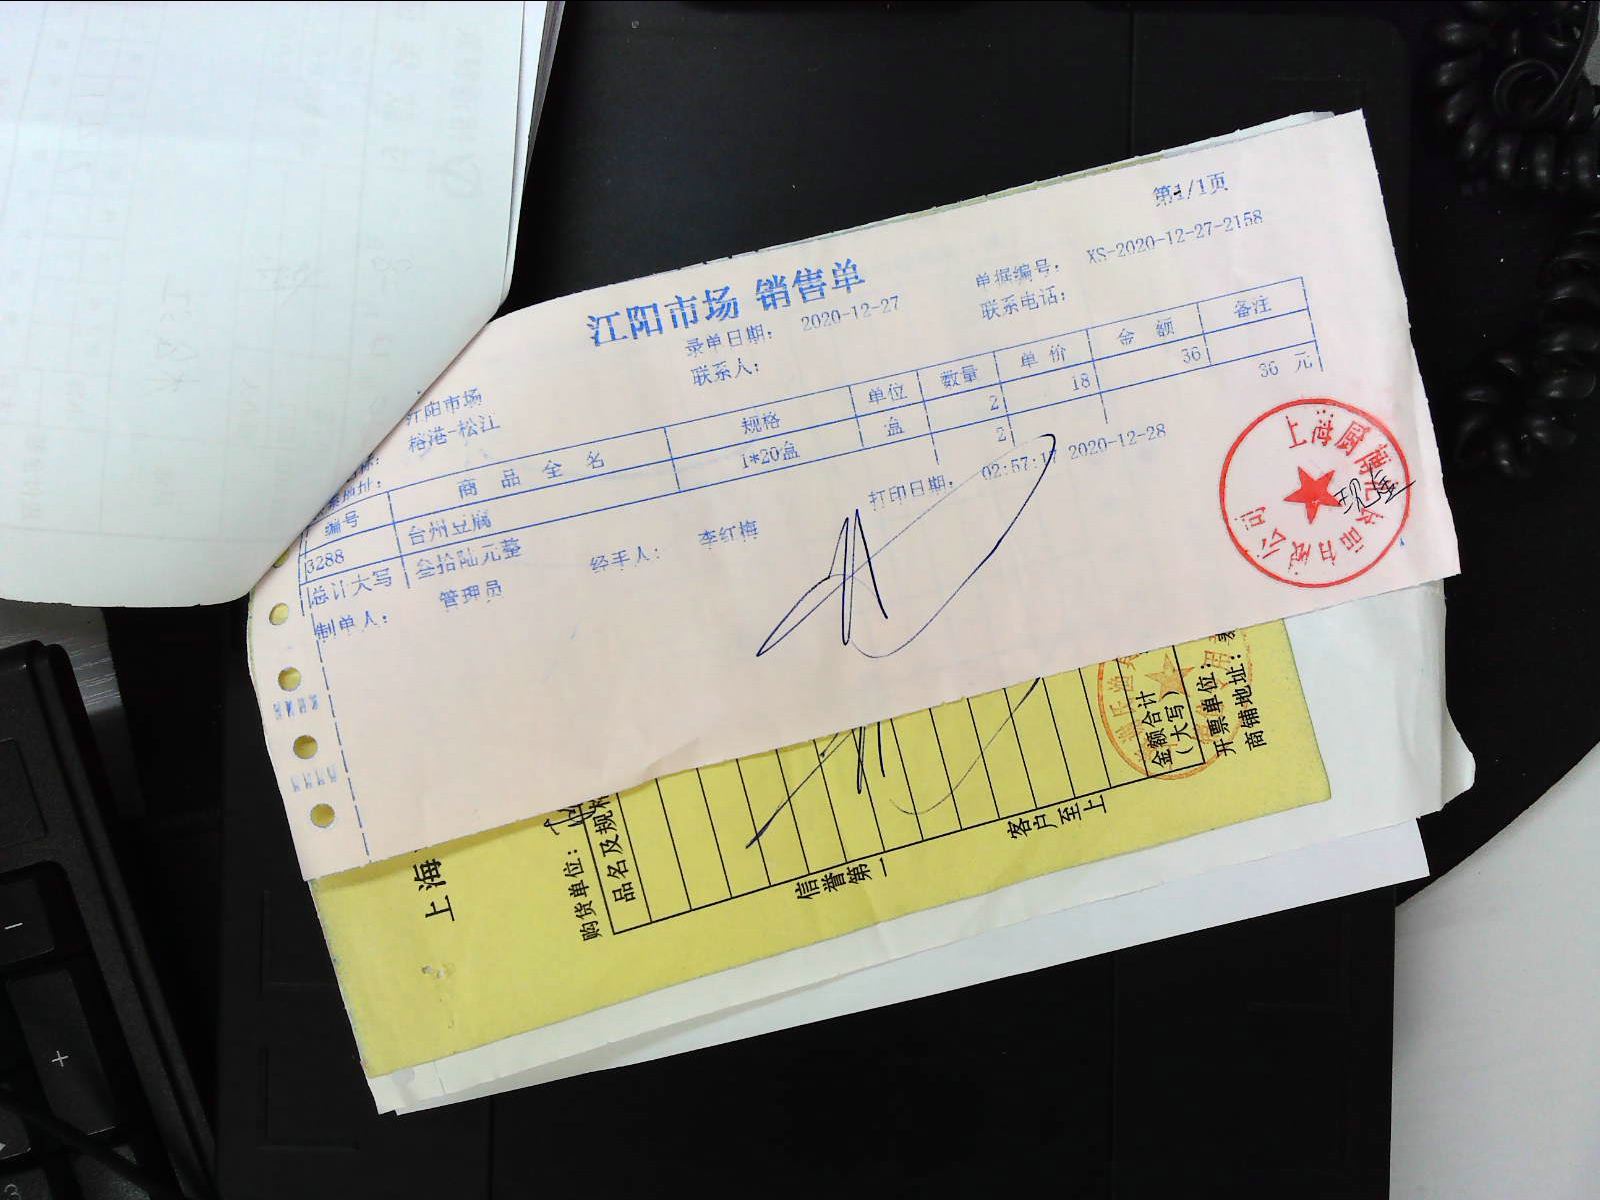 第1/1页
江阳市场 销售单
单据编号: XS-2020-12-27-2158
录单日期: 2020-12-27
联系电话:
联系人:
江阳市场
裕港-松江
地址:
编号 商品全名 规格 单位 数量 单价 金额 备注
3288 台州豆腐 1*20盒 盒 2 18 36
总计大写 叁拾陆元整 2 36 元
制单人: 管理员 经手人: 李红梅 打印日期: 02:57:17 2020-12-28
现金
上海
购货单位:
品名及规格
信誉第一
客户至上
金额合计
(大写)
开票单位:
商铺地址: